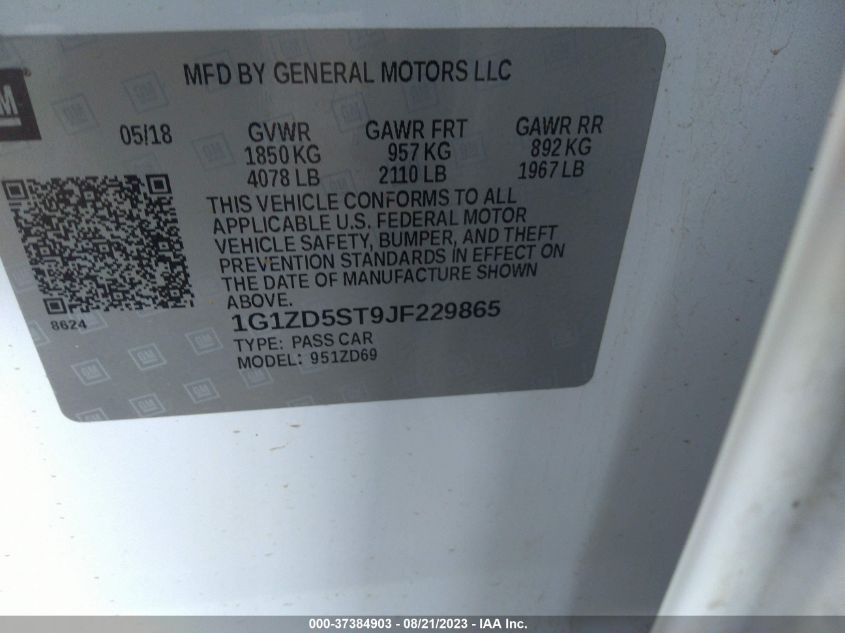 MFD BY GENERAL MOTORS LLC
05/18 GVWR GAWR FRT GAWR RR
1850 KG 957 KG 892 KG
4078 LB 2110 LB 1967 LB
THIS VEHICLE CONFORMS TO ALL
APPLICABLE U.S. FEDERAL MOTOR
VEHICLE SAFETY, BUMPER, AND THEFT
PREVENTION STANDARDS IN EFFECT ON
THE DATE OF MANUFACTURE SHOWN
ABOVE.
8624
1G1ZD5ST9JF229865
TYPE: PASS CAR
MODEL: 951ZD69
000-37384903 - 08/21/2023 - IAAI.com.